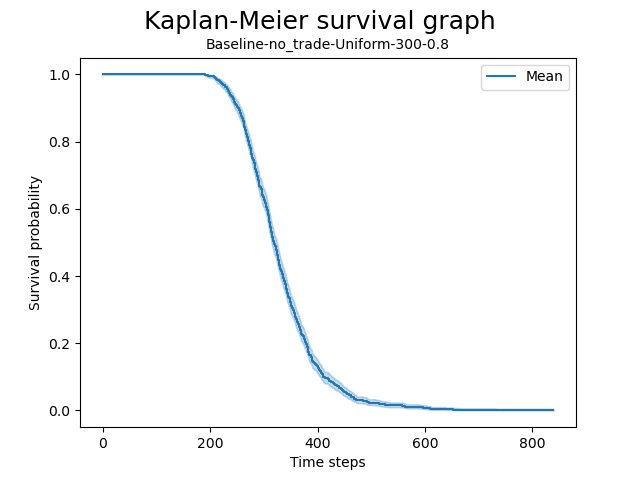 Kaplan-Meier survival graph
Baseline-no_trade-Uniform-300-0.8
Mean
1.0
0.8
0.6
0.4
0.2
0.0
Survival probability
0
200
400
600
800
Time steps